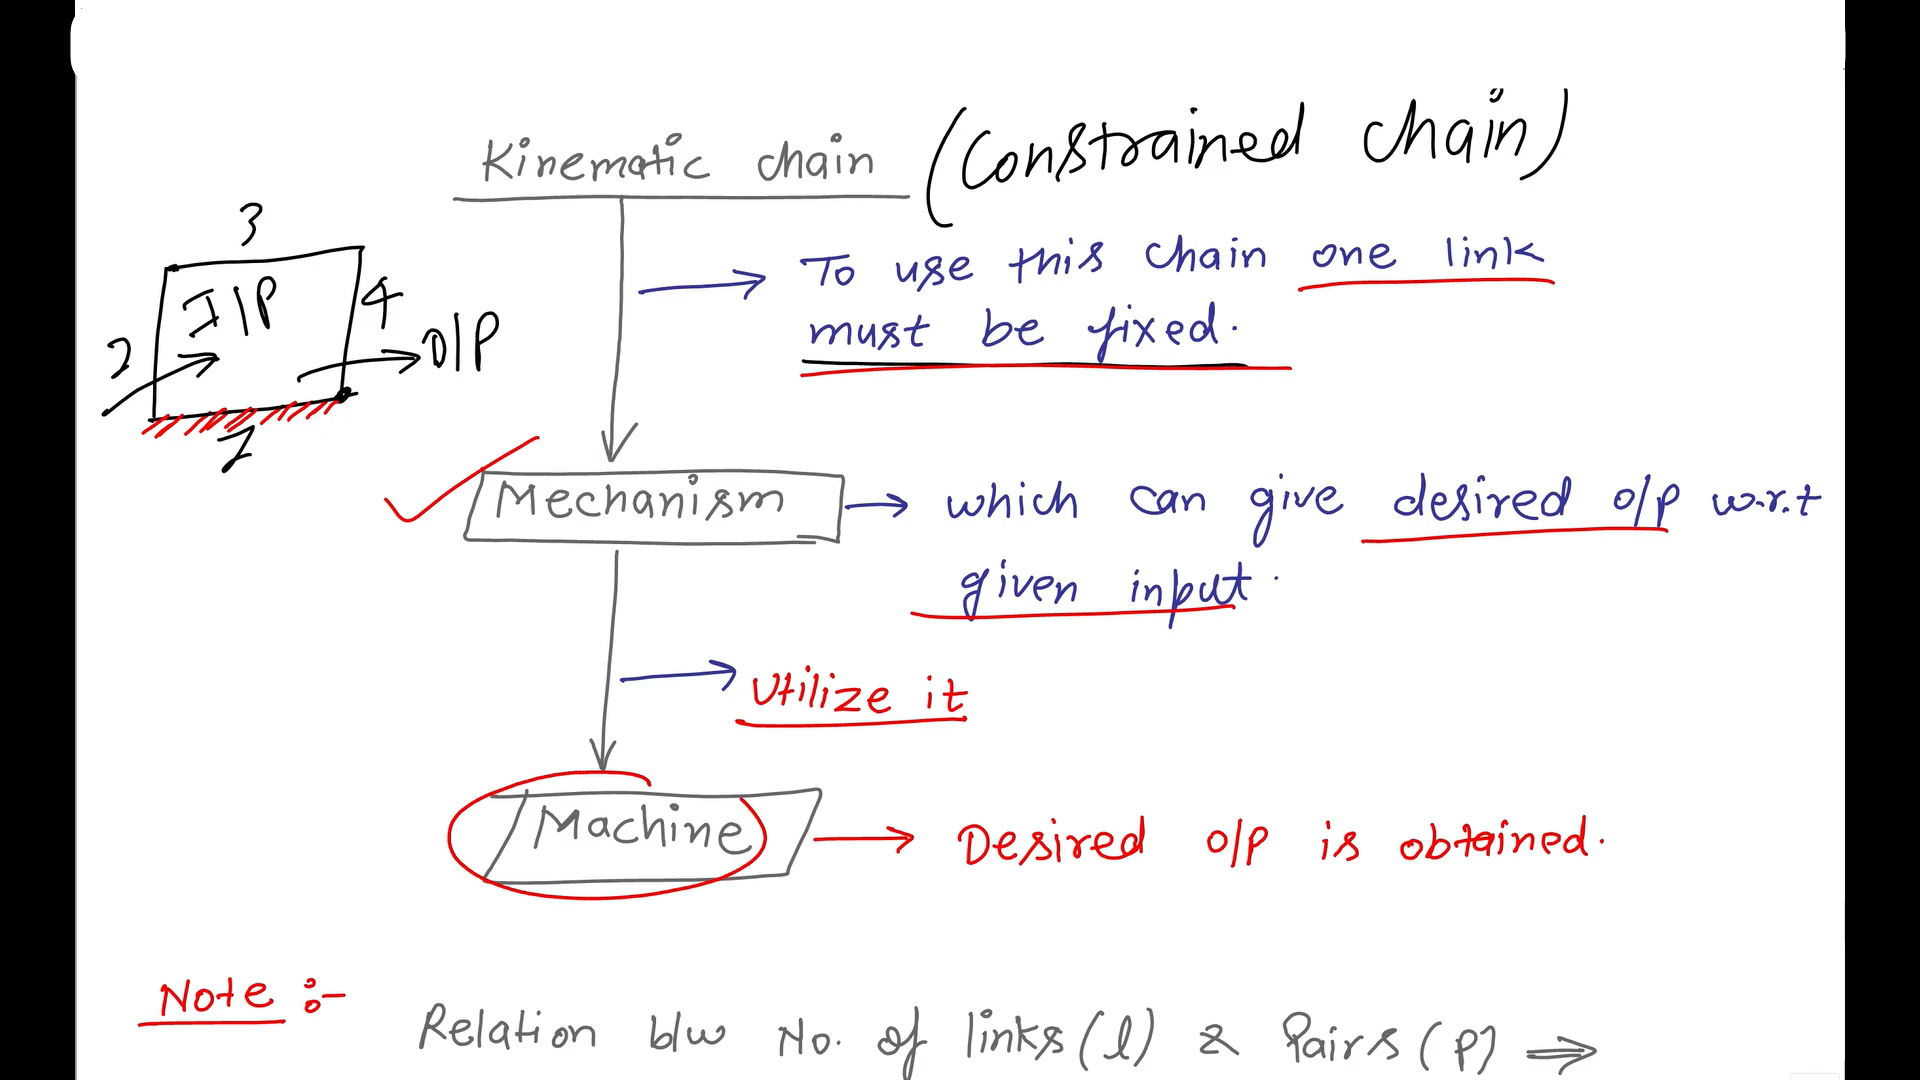 Kinematic chain (Constrained chain)
3
I/P
4
2
O/P
1
→ To use this chain one link
must be fixed.
Mechanism → which can give desired o/p w.r.t
given input.
→ Utilize it
Machine → Desired o/p is obtained.
Note :-
Relation b/w No. of links (l) & Pairs (P) ⇒